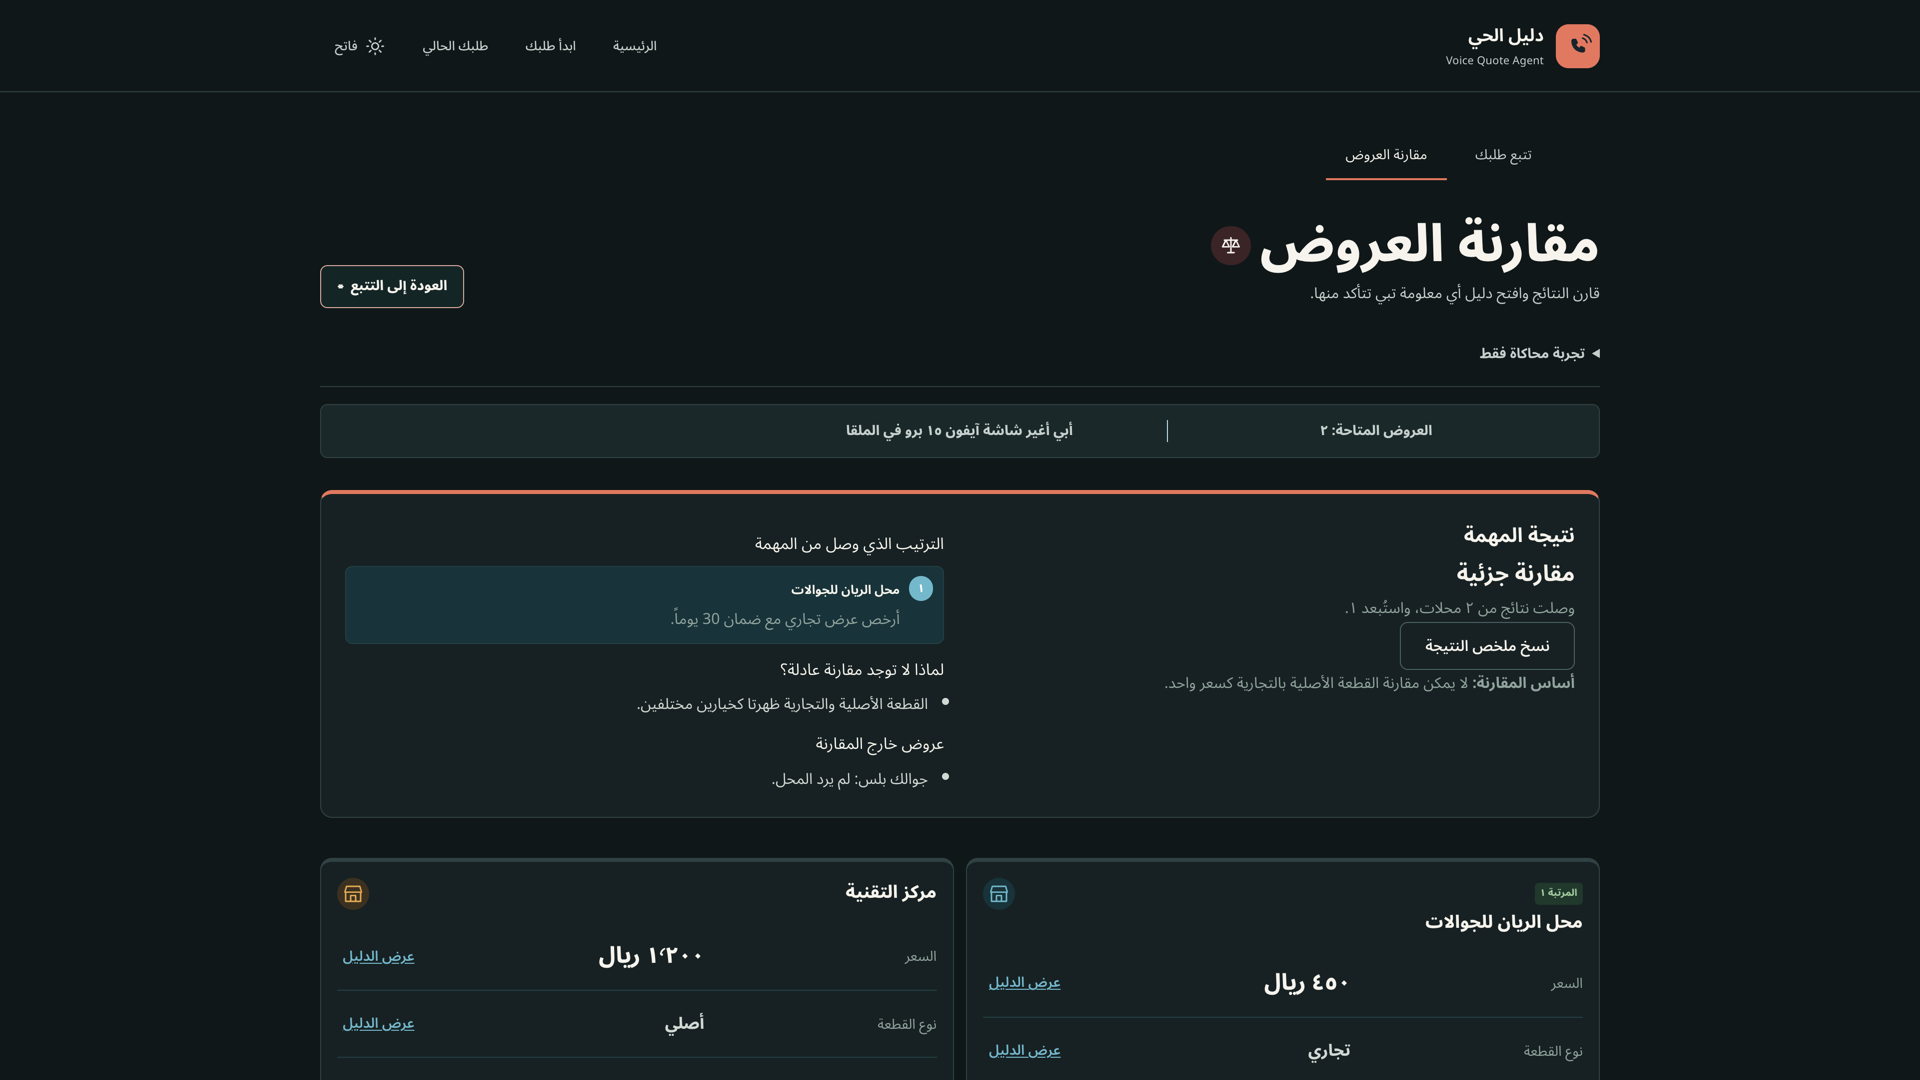 دليل الحي
Voice Quote Agent
الرئيسية
ابدأ طلبك
طلبك الحالي
فاتح
تتبع طلبك
مقارنة العروض
مقارنة العروض
قارن النتائج وافتح دليل أي معلومة تبي تتأكد منها.
العودة إلى التتبع
تجربة محاكاة فقط
العروض المتاحة: ٢
أبي أغير شاشة آيفون ١٥ برو في الملقا
نتيجة المهمة
مقارنة جزئية
وصلت نتائج من ٢ محلات، واستُبعد ١.
نسخ ملخص النتيجة
أساس المقارنة: لا يمكن مقارنة القطعة الأصلية بالتجارية كسعر واحد.
الترتيب الذي وصل من المهمة
١
محل الريان للجوالات
أرخص عرض تجاري مع ضمان 30 يوماً.
لماذا لا توجد مقارنة عادلة؟
القطعة الأصلية والتجارية ظهرتا كخيارين مختلفين.
عروض خارج المقارنة
جوالك بلس: لم يرد المحل.
المرتبة ١
محل الريان للجوالات
السعر
٤٥٠ ريال
عرض الدليل
نوع القطعة
تجاري
عرض الدليل
مركز التقنية
السعر
١٬٢٠٠ ريال
عرض الدليل
نوع القطعة
أصلي
عرض الدليل